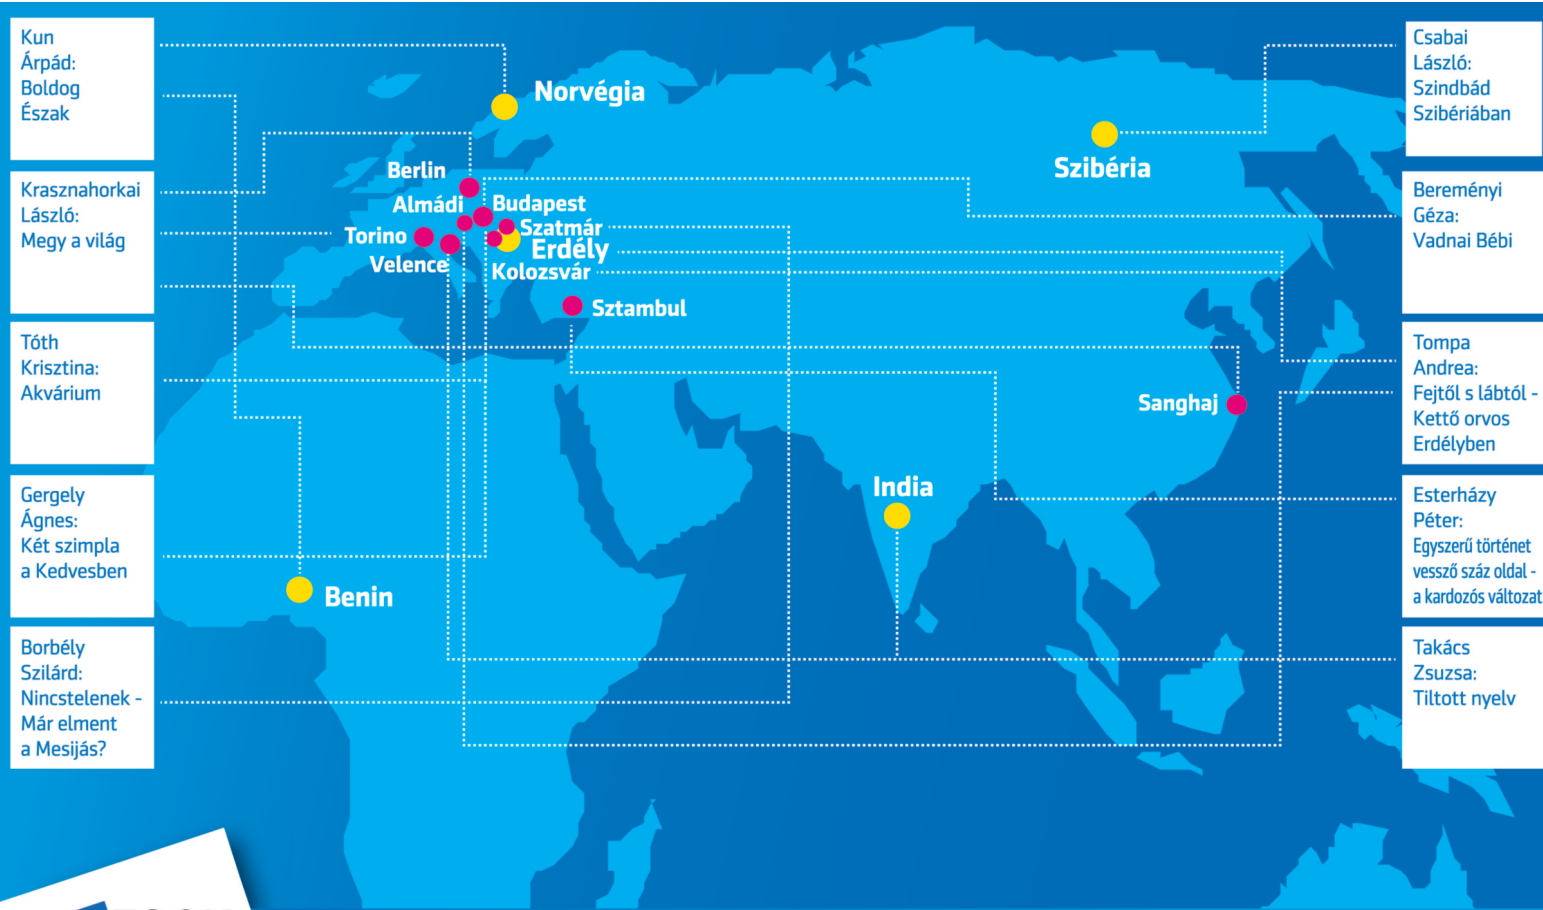 Kun
Árpád:
Boldog
Észak
Krasznahorkai
László:
Megy a világ
Tóth
Krisztina:
Akvárium
Gergely
Ágnes:
Két szimpla
a Kedvesben
Borbély
Szilárd:
Nincstelenek -
Már elment
a Mesijás?
Norvégia
Szibéria
Berlin
Almádi
Budapest
Szatmár
Torino
Erdély
Velence
Kolozsvár
Sztambul
Sanghaj
India
Benin
Csabai
László:
Szindbád
Szibériában
Bereményi
Géza:
Vadnai Bébi
Tompa
Andrea:
Fejtől s lábtól -
Kettő orvos
Erdélyben
Esterházy
Péter:
Egyszerű történet
vessző száz oldal -
a kardozós változat
Takács
Zsuzsa:
Tiltott nyelv